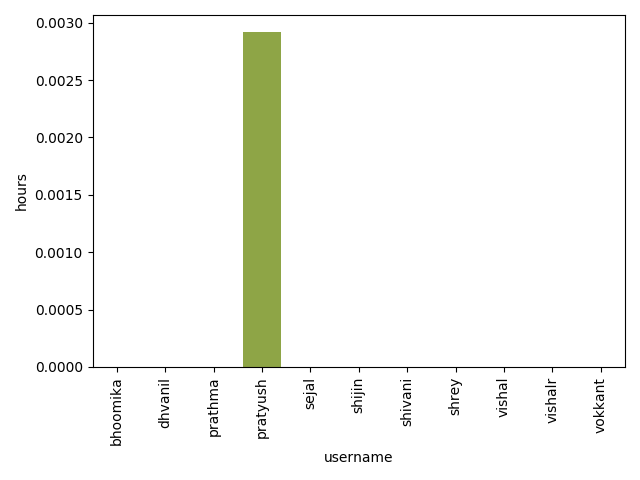 0.0030
0.0025
0.0020
0.0015
0.0010
0.0005
0.0000
hours
bhoomika
dhvanil
prathma
pratyush
sejal
shijin
shivani
shrey
vishal
vishalr
vokkant
username